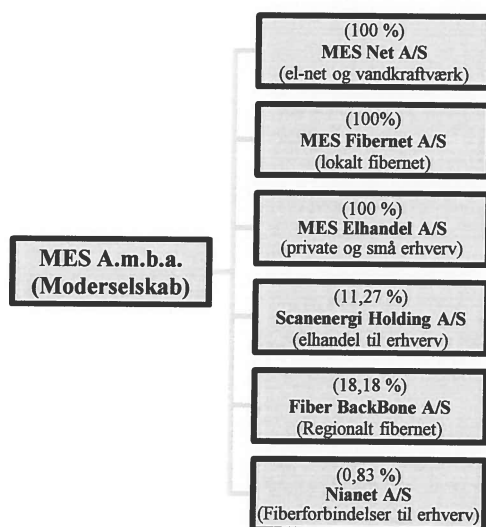 (100 %)
MES Net A/S
(el-net og vandkraftværk)
(100%)
MES Fibernet A/S
(lokalt fibernet)
(100 %)
MES Elhandel A/S
(private og små erhverv)
MES A.m.b.a.
(Moderselskab)
(11,27 %)
Scanenergi Holding A/S
(elhandel til erhverv)
(18,18 %)
Fiber BackBone A/S
(Regionalt fibernet)
(0,83 %)
Nianet A/S
(Fiberforbindelser til erhverv)